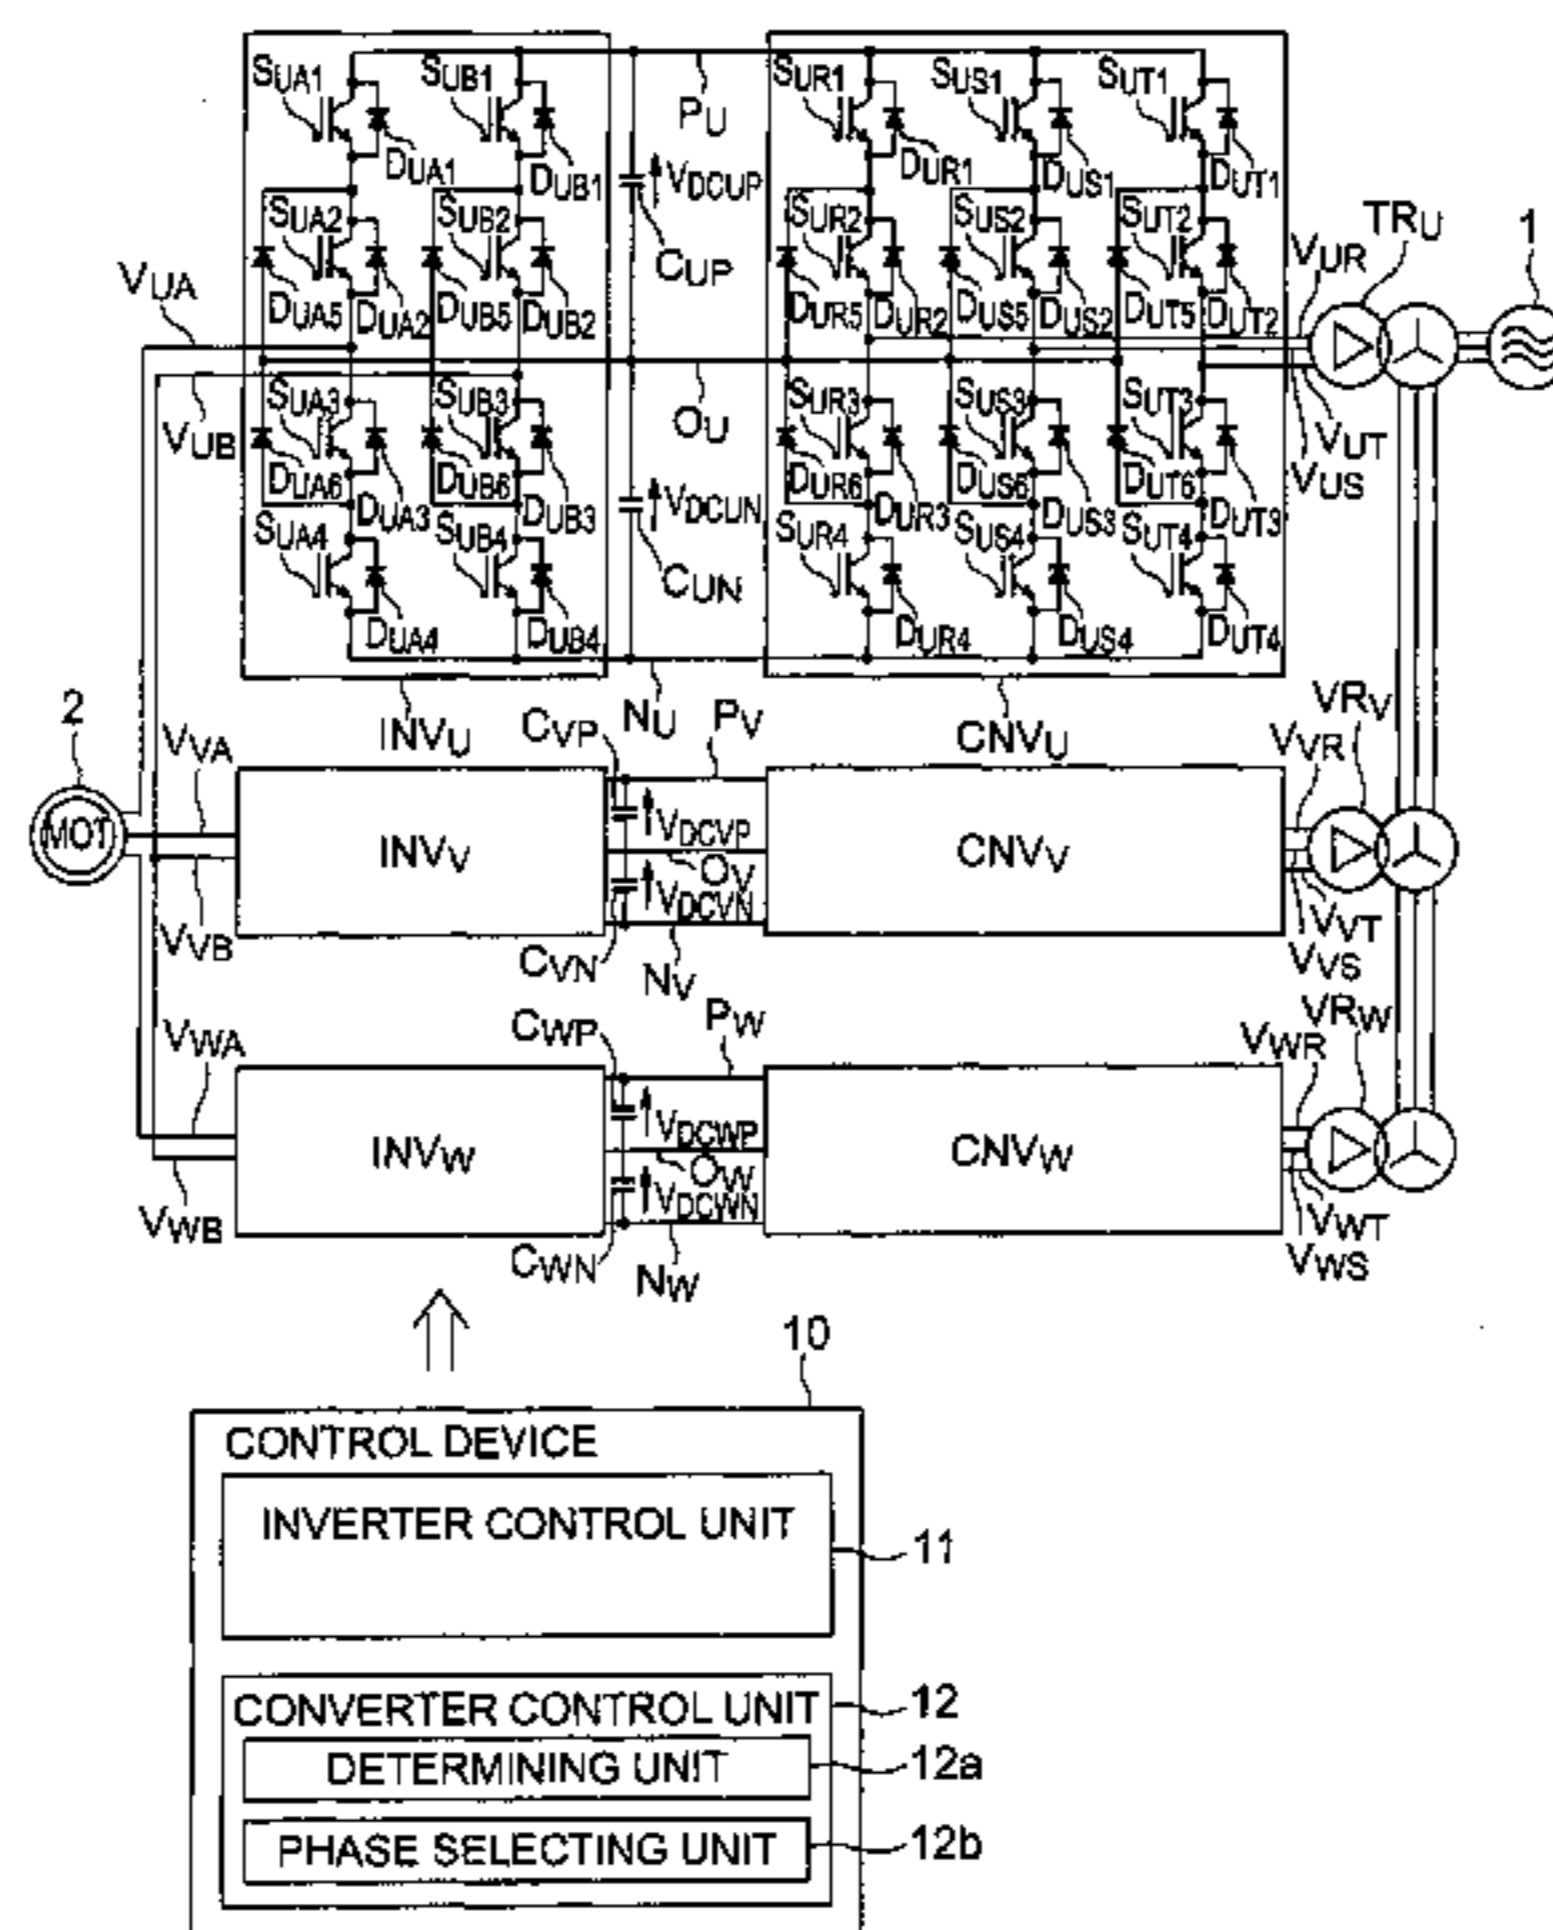 SUA1 SUB1 SUR1 SUS1 SUT1
PU
DUA1 DUB1 VDCUP DUR1 DUS1 DUT1
SUA2 SUB2 SUR2 SUS2 SUT2 TRU 1
VUA CUP VUR
DUA5 DUA2 DUB5 DUB2 DUR5 DUR2 DUS5 DUS2 DUT5 DUT2
SUA3 SUB3 SUR3 SUS3 SUT3
VUB OU VUT
DUA6 DUB6 DUR6 DUS6 DUT6 VUS
DUA3 DUB3 VDCUN DUR3 DUS3 DUT3
SUA4 SUB4 SUR4 SUS4 SUT4
CUN
DUA4 DUB4 DUR4 DUS4 DUT4
2 INVU CVP NU PV CNVU VRV
VVA VVR
MOT INVV VDCVP CNVV
OV
VDCVN
VVB CVN NV VVT
VVS
VWA CWP PW VWR VRW
INVW VDCWP CNVW
OW
VDCWN
VWB CWN NW VWT
VWS
10
CONTROL DEVICE
INVERTER CONTROL UNIT
11
CONVERTER CONTROL UNIT 12
DETERMINING UNIT 12a
PHASE SELECTING UNIT 12b